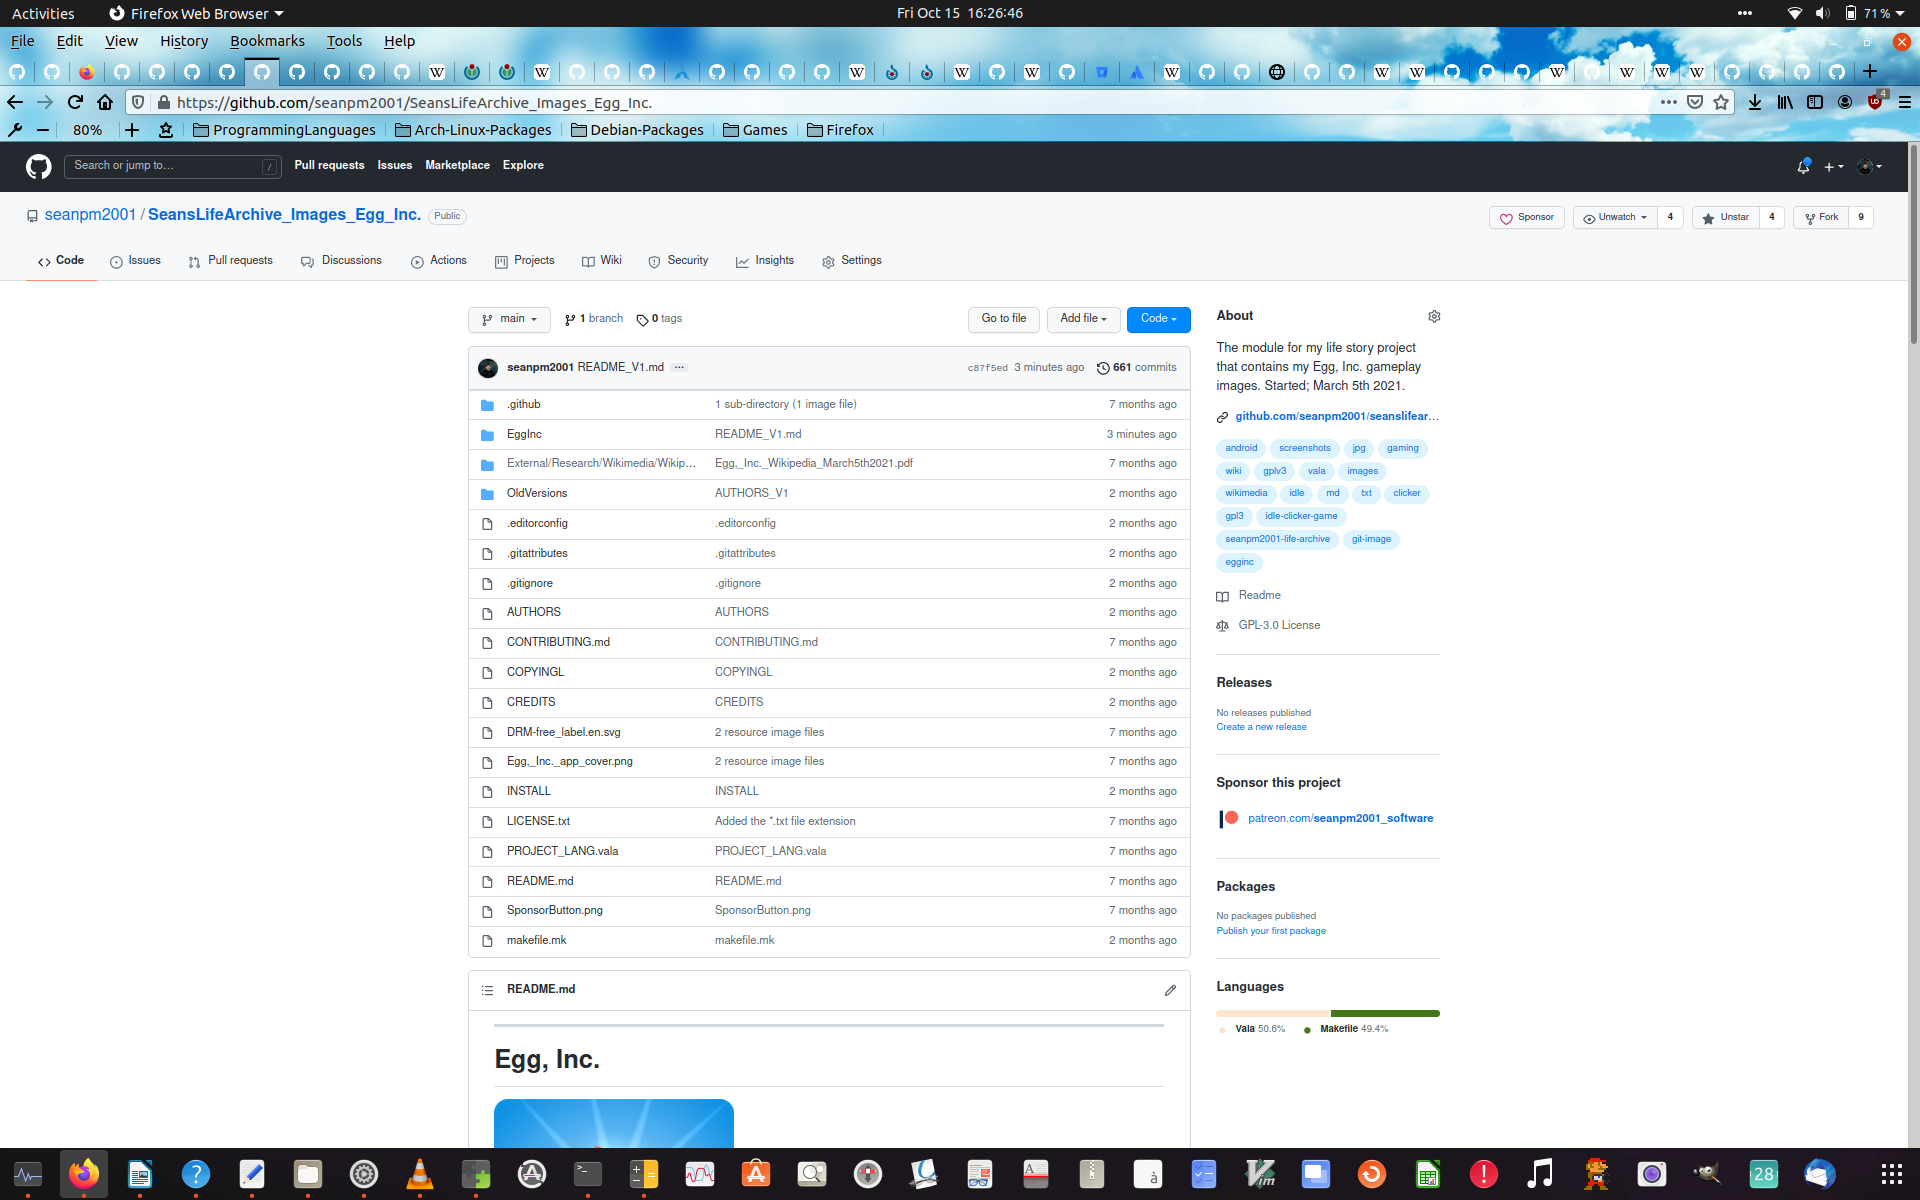 Activities Firefox Web Browser Fri Oct 15 16:26:46 71%
File Edit View History Bookmarks Tools Help
https://github.com/seanpm2001/SeansLifeArchive_Images_Egg_Inc. 4
80% ProgrammingLanguages Arch-Linux-Packages Debian-Packages Games Firefox
Search or jump to... / Pull requests Issues Marketplace Explore
seanpm2001 / SeansLifeArchive_Images_Egg_Inc. Public Sponsor Unwatch 4 Unstar 4 Fork 9
Code Issues Pull requests Discussions Actions Projects Wiki Security Insights Settings
main 1 branch 0 tags Go to file Add file Code
seanpm2001 README_V1.md ... c87f5ed 3 minutes ago 661 commits
.github 1 sub-directory (1 image file) 7 months ago
EggInc README_V1.md 3 minutes ago
External/Research/Wikimedia/Wikip... Egg,_Inc._Wikipedia_March5th2021.pdf 7 months ago
OldVersions AUTHORS_V1 2 months ago
.editorconfig .editorconfig 2 months ago
.gitattributes .gitattributes 2 months ago
.gitignore .gitignore 2 months ago
AUTHORS AUTHORS 2 months ago
CONTRIBUTING.md CONTRIBUTING.md 7 months ago
COPYINGL COPYINGL 2 months ago
CREDITS CREDITS 2 months ago
DRM-free_label.en.svg 2 resource image files 7 months ago
Egg,_Inc._app_cover.png 2 resource image files 7 months ago
INSTALL INSTALL 2 months ago
LICENSE.txt Added the *.txt file extension 7 months ago
PROJECT_LANG.vala PROJECT_LANG.vala 7 months ago
README.md README.md 7 months ago
SponsorButton.png SponsorButton.png 7 months ago
makefile.mk makefile.mk 2 months ago
README.md
Egg, Inc.
About
The module for my life story project
that contains my Egg, Inc. gameplay
images. Started; March 5th 2021.
github.com/seanpm2001/seanslifear...
android screenshots jpg gaming
wiki gplv3 vala images
wikimedia idle md txt clicker
gpl3 idle-clicker-game
seanpm2001-life-archive git-image
egginc
Readme
GPL-3.0 License
Releases
No releases published
Create a new release
Sponsor this project
patreon.com/seanpm2001_software
Packages
No packages published
Publish your first package
Languages
Vala 50.6% Makefile 49.4%
28